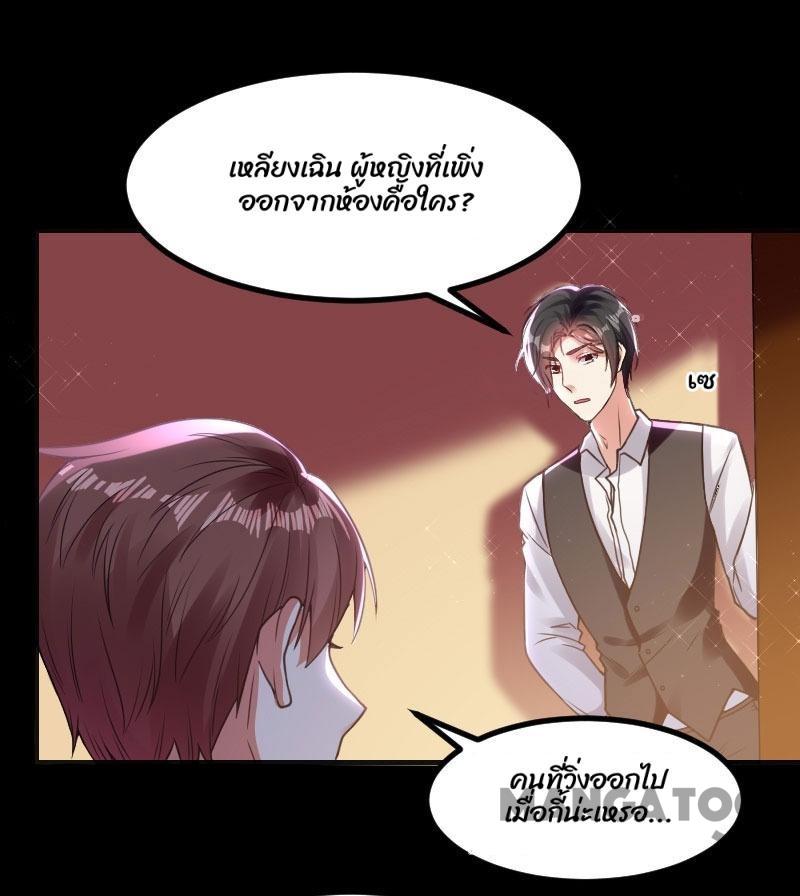 เหลียงเฉิน ผู้หญิงที่เพิ่ง
ออกจากห้องคือใคร?
เซ
คนที่วิ่งออกไป
เมื่อกี้น่ะเหรอ...
MANGATOO